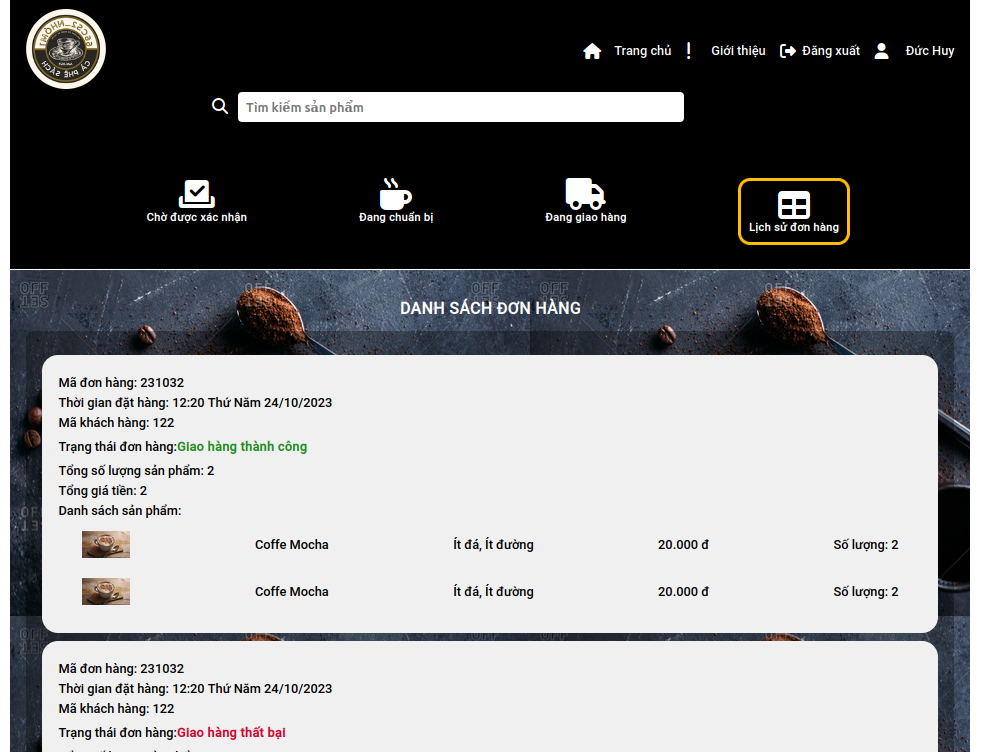 66CS2_NHÓM1
CÀ PHÊ SÁCH
Trang chủ
Giới thiệu
Đăng xuất
Đức Huy
Tìm kiếm sản phẩm
Chờ được xác nhận
Đang chuẩn bị
Đang giao hàng
Lịch sử đơn hàng
DANH SÁCH ĐƠN HÀNG
Mã đơn hàng: 231032
Thời gian đặt hàng: 12:20 Thứ Năm 24/10/2023
Mã khách hàng: 122
Trạng thái đơn hàng:Giao hàng thành công
Tổng số lượng sản phẩm: 2
Tổng giá tiền: 2
Danh sách sản phẩm:
Coffe Mocha Ít đá, Ít đường 20.000 đ Số lượng: 2
Coffe Mocha Ít đá, Ít đường 20.000 đ Số lượng: 2
Mã đơn hàng: 231032
Thời gian đặt hàng: 12:20 Thứ Năm 24/10/2023
Mã khách hàng: 122
Trạng thái đơn hàng:Giao hàng thất bại